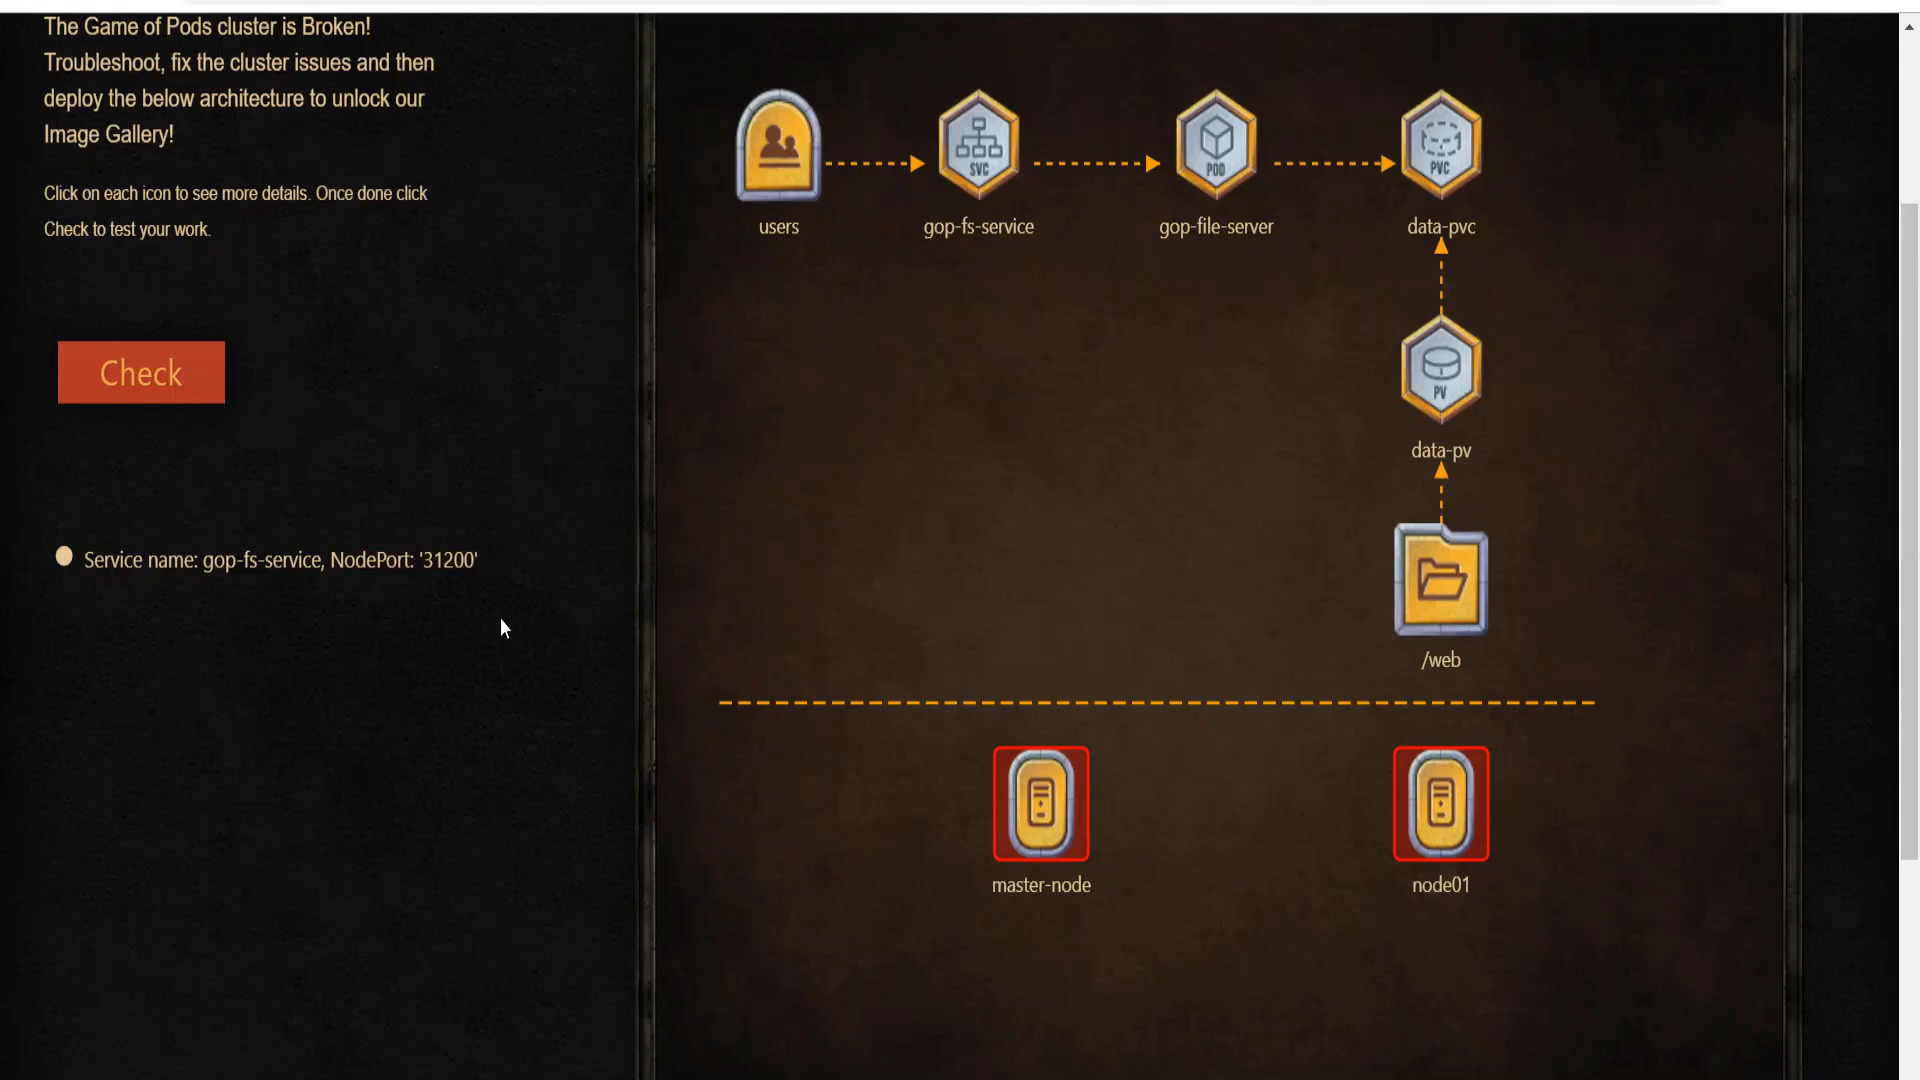 The Game of Pods cluster is Broken!
Troubleshoot, fix the cluster issues and then
deploy the below architecture to unlock our
Image Gallery!
Click on each icon to see more details. Once done click
Check to test your work.
Check
Service name: gop-fs-service, NodePort: '31200'
SVC
POD
PVC
users
gop-fs-service
gop-file-server
data-pvc
PV
data-pv
/web
master-node
node01